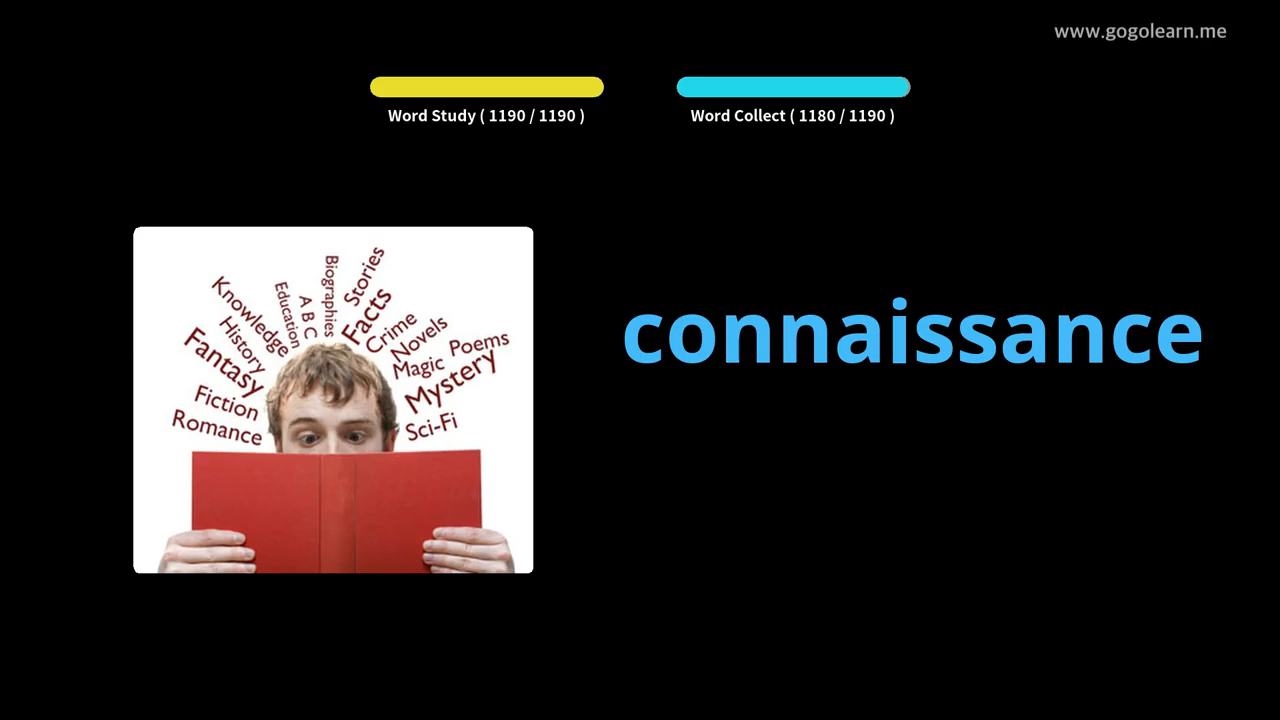 www.gogolearn.me
Word Study ( 1190 / 1190 )
Word Collect ( 1180 / 1190 )
Biographies
Stories
Education
A B C
Facts
Knowledge
Crime
History
Novels
Fantasy
Magic
Poems
Mystery
Fiction
Romance
Sci-Fi
connaissance